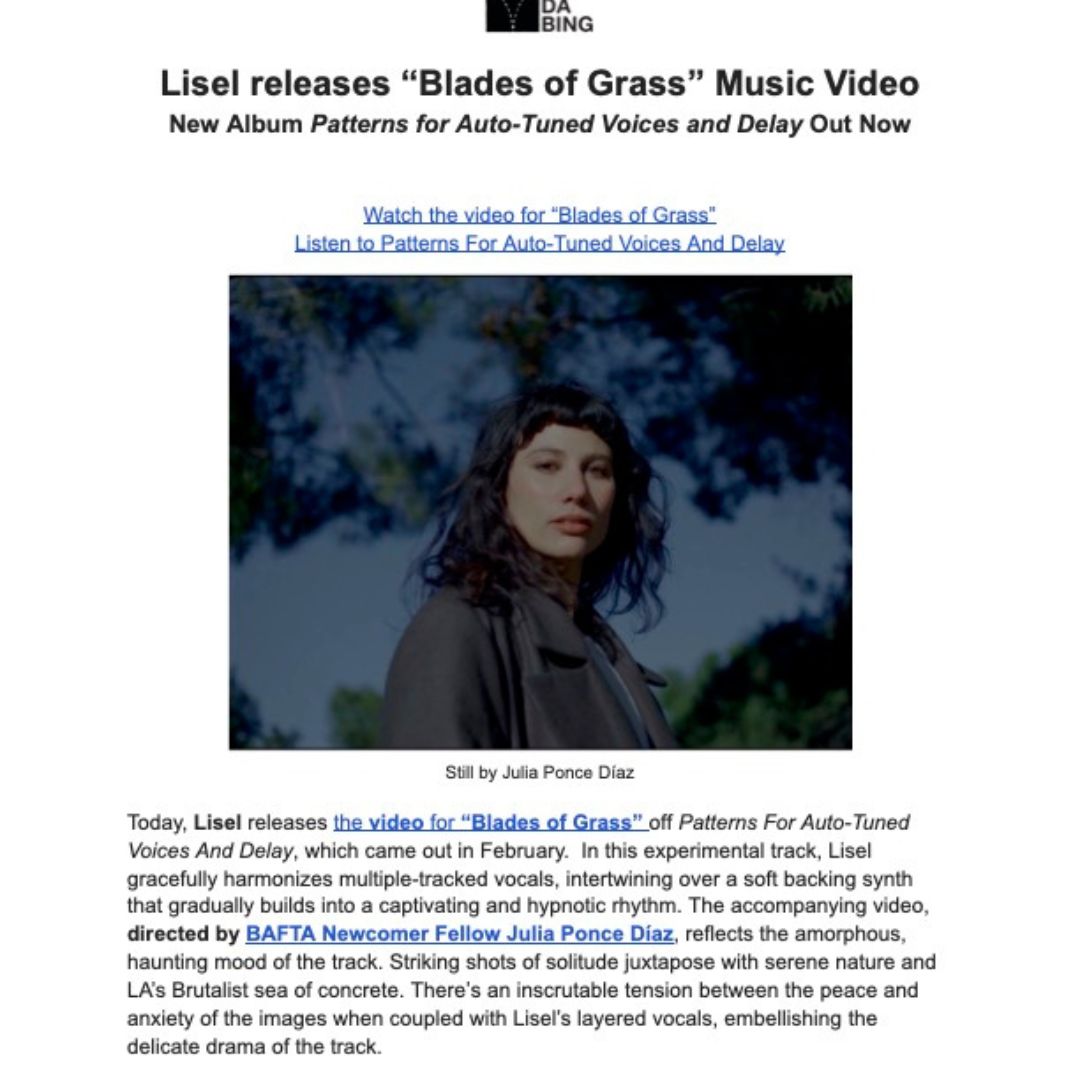 DA
BING
Lisel releases “Blades of Grass” Music Video
New Album Patterns for Auto-Tuned Voices and Delay Out Now
Watch the video for “Blades of Grass”
Listen to Patterns For Auto-Tuned Voices And Delay
Still by Julia Ponce Díaz
Today, Lisel releases the video for “Blades of Grass” off Patterns For Auto-Tuned
Voices And Delay, which came out in February.  In this experimental track, Lisel
gracefully harmonizes multiple-tracked vocals, intertwining over a soft backing synth
that gradually builds into a captivating and hypnotic rhythm. The accompanying video,
directed by BAFTA Newcomer Fellow Julia Ponce Díaz, reflects the amorphous,
haunting mood of the track. Striking shots of solitude juxtapose with serene nature and
LA’s Brutalist sea of concrete. There’s an inscrutable tension between the peace and
anxiety of the images when coupled with Lisel’s layered vocals, embellishing the
delicate drama of the track.